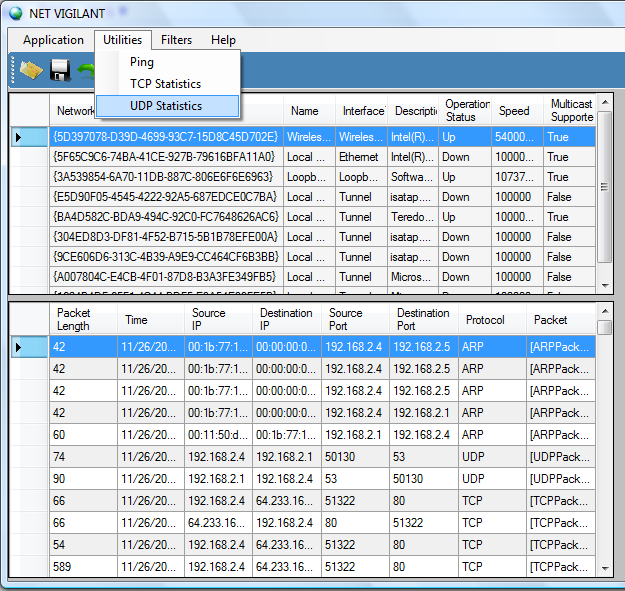 NET VIGILANT
Application Utilities Filters Help
Ping
TCP Statistics
UDP Statistics
Network Name Interface Descripti Operation Status Speed Multicast Supporte
{5D397078-D39D-4699-93C7-15D8C45D702E} Wireles... Wireles... Intel(R)... Up 54000... True
{5F65C9C6-74BA-41CE-927B-79616BFA11A0} Local ... Ethernet Intel(R)... Down 10000... True
{3A539854-6A70-11DB-887C-806E6F6E6963} Loopb... Loopb... Softwa... Up 10737... True
{E5D90F05-4545-4222-92A5-687EDCE0C7BA} Local ... Tunnel isatap.... Down 100000 False
{BA4D582C-BDA9-494C-92C0-FC7648626AC6} Local ... Tunnel Teredo... Up 100000 True
{304ED8D3-DF81-4F52-B715-5B1B78EFE00A} Local ... Tunnel isatap.... Down 100000 False
{9CE606D6-313C-4B39-A9E9-CC464CF6B3BB} Local ... Tunnel isatap.... Down 100000 False
{A007804C-E4CB-4F01-87D8-B3A3FE349FB5} Local ... Tunnel Micros... Down 100000 False
Packet Length Time Source IP Destination IP Source Port Destination Port Protocol Packet
42 11/26/20... 00:1b:77:1... 00:00:00:0... 192.168.2.4 192.168.2.5 ARP [ARPPack...
42 11/26/20... 00:1b:77:1... 00:00:00:0... 192.168.2.4 192.168.2.5 ARP [ARPPack...
42 11/26/20... 00:1b:77:1... 00:00:00:0... 192.168.2.4 192.168.2.5 ARP [ARPPack...
42 11/26/20... 00:1b:77:1... 00:00:00:0... 192.168.2.4 192.168.2.1 ARP [ARPPack...
60 11/26/20... 00:11:50:d... 00:1b:77:1... 192.168.2.1 192.168.2.4 ARP [ARPPack...
74 11/26/20... 192.168.2.4 192.168.2.1 50130 53 UDP [UDPPack...
90 11/26/20... 192.168.2.1 192.168.2.4 53 50130 UDP [UDPPack...
66 11/26/20... 192.168.2.4 64.233.16... 51322 80 TCP [TCPPack...
66 11/26/20... 64.233.16... 192.168.2.4 80 51322 TCP [TCPPack...
54 11/26/20... 192.168.2.4 64.233.16... 51322 80 TCP [TCPPack...
589 11/26/20... 192.168.2.4 64.233.16... 51322 80 TCP [TCPPack...